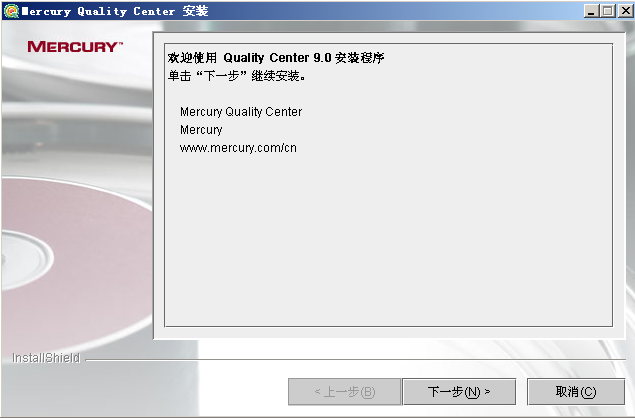 Mercury Quality Center 安装
MERCURY™
欢迎使用 Quality Center 9.0 安装程序
单击“下一步”继续安装。
Mercury Quality Center
Mercury
www.mercury.com/cn
InstallShield
< 上一步(B)
下一步(N) >
取消(C)